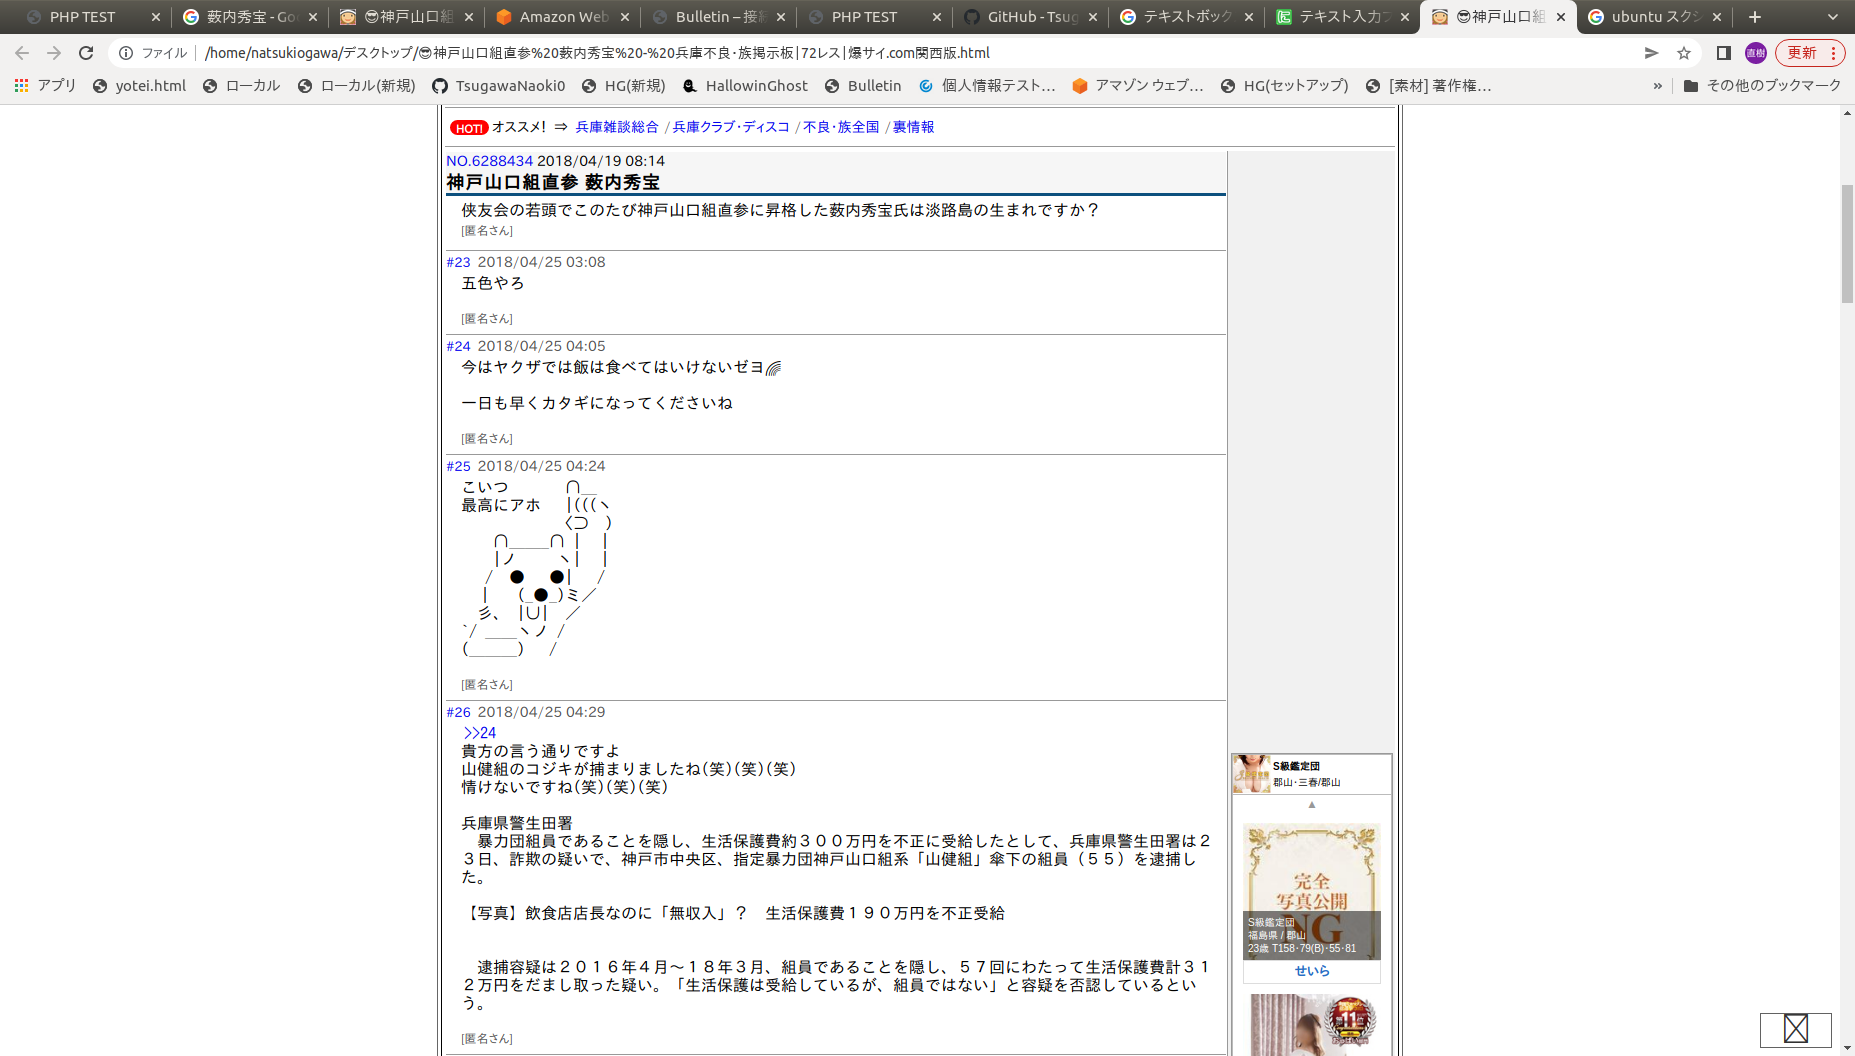 PHP TEST
藪内秀宝 - Go
😎神戸山口組
Amazon Web
Bulletin – 接続
PHP TEST
GitHub - Tsug
テキストボック
テキスト入力フ
😎神戸山口組
ubuntu スクシ
ファイル | /home/natsukiogawa/デスクトップ/😎神戸山口組直参%20藪内秀宝%20-%20兵庫不良・族掲示板|72レス|爆サイ.com関西版.html
直樹
更新
アプリ
yotei.html
ローカル
ローカル(新規)
TsugawaNaoki0
HG(新規)
HallowinGhost
Bulletin
個人情報テスト…
アマゾン ウェブ…
HG(セットアップ)
[素材] 著作権…
»
その他のブックマーク
HOT! オススメ! ⇒ 兵庫雑談総合 /兵庫クラブ・ディスコ /不良・族全国 /裏情報
NO.6288434 2018/04/19 08:14
神戸山口組直参 藪内秀宝
侠友会の若頭でこのたび神戸山口組直参に昇格した薮内秀宝氏は淡路島の生まれですか？
[匿名さん]
#23 2018/04/25 03:08
五色やろ
[匿名さん]
#24 2018/04/25 04:05
今はヤクザでは飯は食べてはいけないゼヨ🌈
一日も早くカタギになってくださいね
[匿名さん]
#25 2018/04/25 04:24
こいつ　　　 ∩＿
最高にアホ　 |(((ヽ
〈⊃　)
∩＿＿＿∩ |　 |
|ノ　　　ヽ|　 |
/　●　 ●|　 /
|　 (_●_)ミ／
彡、 |∪|　／
`/ ＿＿ヽノ /
(＿＿＿)　 /
[匿名さん]
#26 2018/04/25 04:29
>>24
貴方の言う通りですよ
山健組のコジキが捕まりましたね(笑)(笑)(笑)
情けないですね(笑)(笑)(笑)
兵庫県警生田署
　暴力団組員であることを隠し、生活保護費約３００万円を不正に受給したとして、兵庫県警生田署は２
３日、詐欺の疑いで、神戸市中央区、指定暴力団神戸山口組系「山健組」傘下の組員（５５）を逮捕し
た。
【写真】飲食店店長なのに「無収入」？　生活保護費１９０万円を不正受給
　逮捕容疑は２０１６年４月～１８年３月、組員であることを隠し、５７回にわたって生活保護費計３１
２万円をだまし取った疑い。「生活保護は受給しているが、組員ではない」と容疑を否認しているとい
う。
[匿名さん]
S級鑑定団
郡山・三春/郡山
▲
完全
写真公開
NG
S級鑑定団
福島県 / 郡山
23歳 T158・79(B)・55・81
せいら
第11位